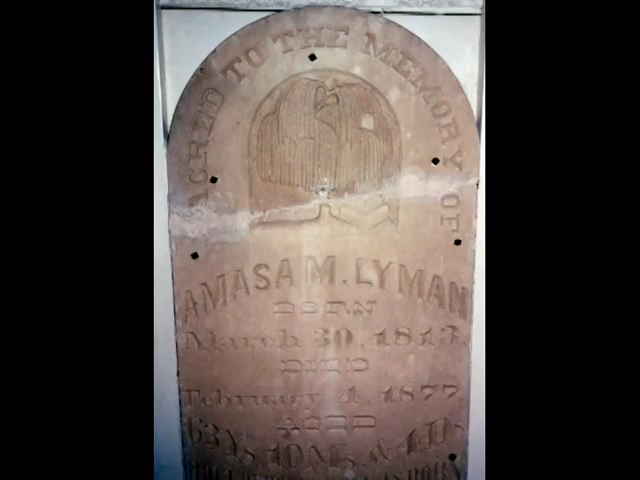 SACRED TO THE MEMORY OF
AMASA M. LYMAN
BORN
March 30, 1813.
DIED
February 4, 1877
AGED
63 Ys 10 Ms. & 4 Ds